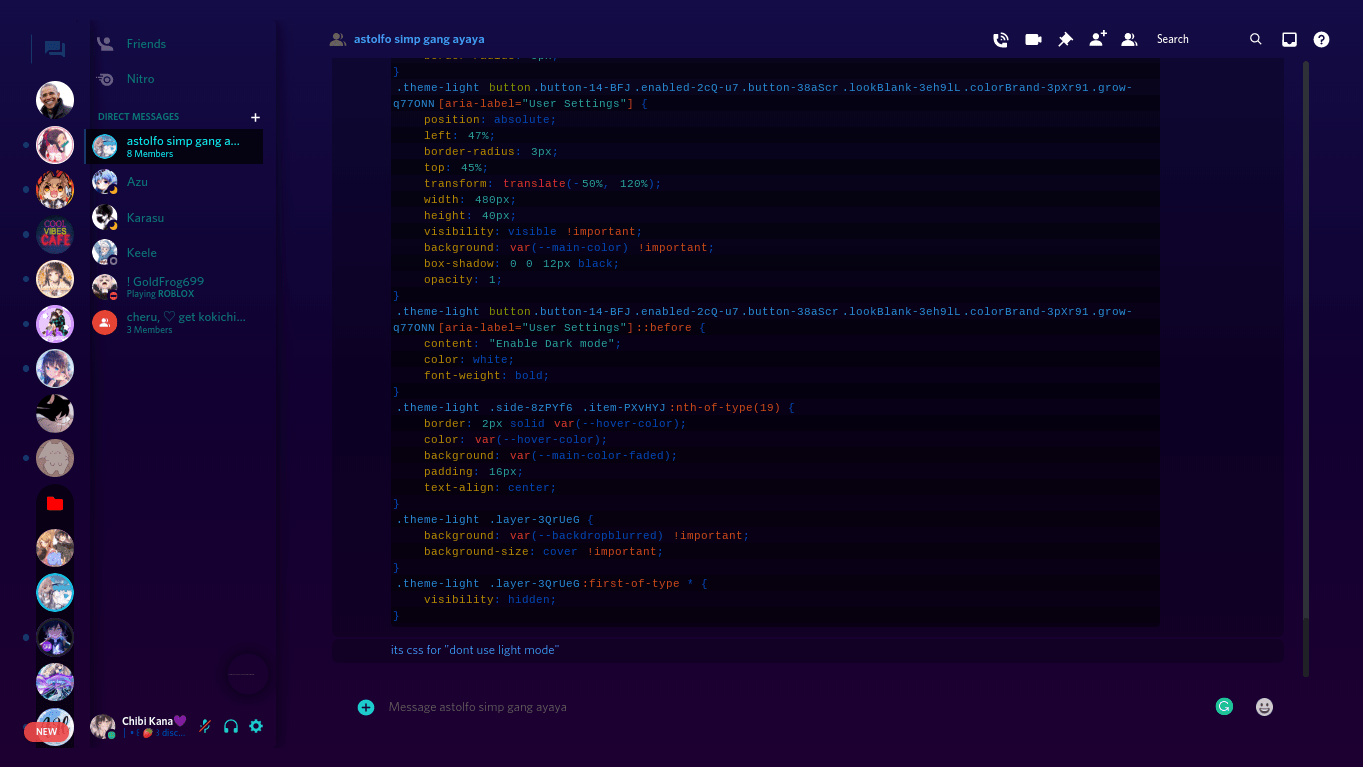 Friends
Nitro
DIRECT MESSAGES
astolfo simp gang a...
8 Members
Azu
Karasu
Keele
! GoldFrog699
Playing ROBLOX
cheru, ♡ get kokichi...
3 Members
COOL
VIBES
CAFE
NEW
Chibi Kana💜
astolfo simp gang ayaya
Search
}
.theme-light button.button-14-BFJ.enabled-2cQ-u7.button-38aScr.lookBlank-3eh9lL.colorBrand-3pXr91.grow-
q77ONN[aria-label="User Settings"] {
position: absolute;
left: 47%;
border-radius: 3px;
top: 45%;
transform: translate(-50%, 120%);
width: 480px;
height: 40px;
visibility: visible !important;
background: var(--main-color) !important;
box-shadow: 0 0 12px black;
opacity: 1;
}
.theme-light button.button-14-BFJ.enabled-2cQ-u7.button-38aScr.lookBlank-3eh9lL.colorBrand-3pXr91.grow-
q77ONN[aria-label="User Settings"]::before {
content: "Enable Dark mode";
color: white;
font-weight: bold;
}
.theme-light .side-8zPYf6 .item-PXvHYJ:nth-of-type(19) {
border: 2px solid var(--hover-color);
color: var(--hover-color);
background: var(--main-color-faded);
padding: 16px;
text-align: center;
}
.theme-light .layer-3QrUeG {
background: var(--backdropblurred) !important;
background-size: cover !important;
}
.theme-light .layer-3QrUeG:first-of-type * {
visibility: hidden;
}
its css for "dont use light mode"
Message astolfo simp gang ayaya